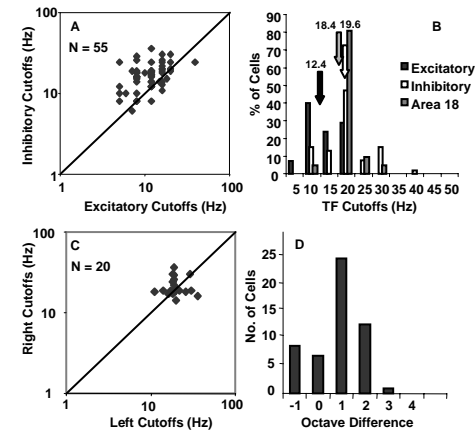 A
N = 55
100
10
1
1
10
100
Inhibitory Cutoffs (Hz)
Excitatory Cutoffs (Hz)
B
18.4
19.6
12.4
Excitatory
Inhibitory
Area 18
90
80
70
60
50
40
30
20
10
0
5 10 15 20 25 30 35 40 45 50
% of Cells
TF Cutoffs (Hz)
C
N = 20
100
10
1
1
10
100
Right Cutoffs (Hz)
Left Cutoffs (Hz)
D
25
20
15
10
5
0
-1 0 1 2 3 4
No. of Cells
Octave Difference